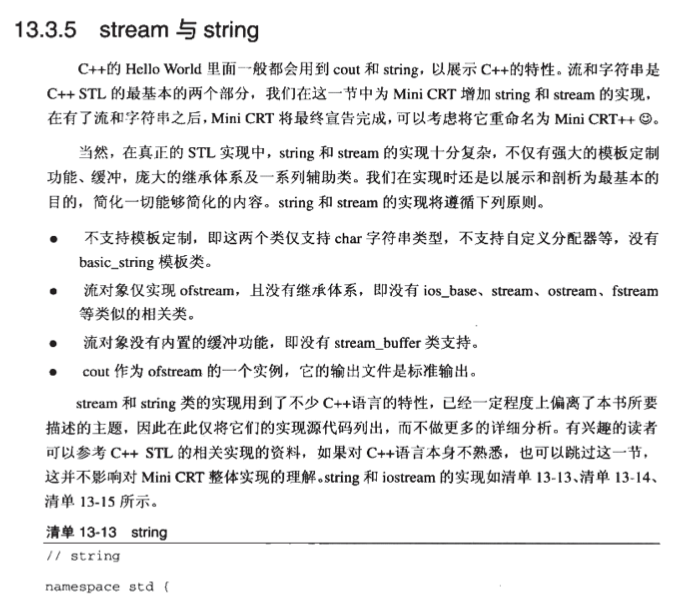 13.3.5 stream 与 string
C++的 Hello World 里面一般都会用到 cout 和 string，以展示 C++的特性。流和字符串是
C++ STL 的最基本的两个部分，我们在这一节中为 Mini CRT 增加 string 和 stream 的实现，
在有了流和字符串之后，Mini CRT 将最终宣告完成，可以考虑将它重命名为 Mini CRT++☺。
当然，在真正的 STL 实现中，string 和 stream 的实现十分复杂，不仅有强大的模板定制
功能、缓冲，庞大的继承体系及一系列辅助类。我们在实现时还是以展示和剖析为最基本的
目的，简化一切能够简化的内容。string 和 stream 的实现将遵循下列原则。
● 不支持模板定制，即这两个类仅支持 char 字符串类型，不支持自定义分配器等，没有
basic_string 模板类。
● 流对象仅实现 ofstream，且没有继承体系，即没有 ios_base、stream、ostream、fstream
等类似的相关类。
● 流对象没有内置的缓冲功能，即没有 stream_buffer 类支持。
● cout 作为 ofstream 的一个实例，它的输出文件是标准输出。
stream 和 string 类的实现用到了不少 C++语言的特性，已经一定程度上偏离了本书所要
描述的主题，因此在此仅将它们的实现源代码列出，而不做更多的详细分析。有兴趣的读者
可以参考 C++ STL 的相关实现的资料，如果对 C++语言本身不熟悉，也可以跳过这一节，
这并不影响对 Mini CRT 整体实现的理解。string 和 iostream 的实现如清单 13-13、清单 13-14、
清单 13-15 所示。
清单 13-13 string
// string
namespace std {